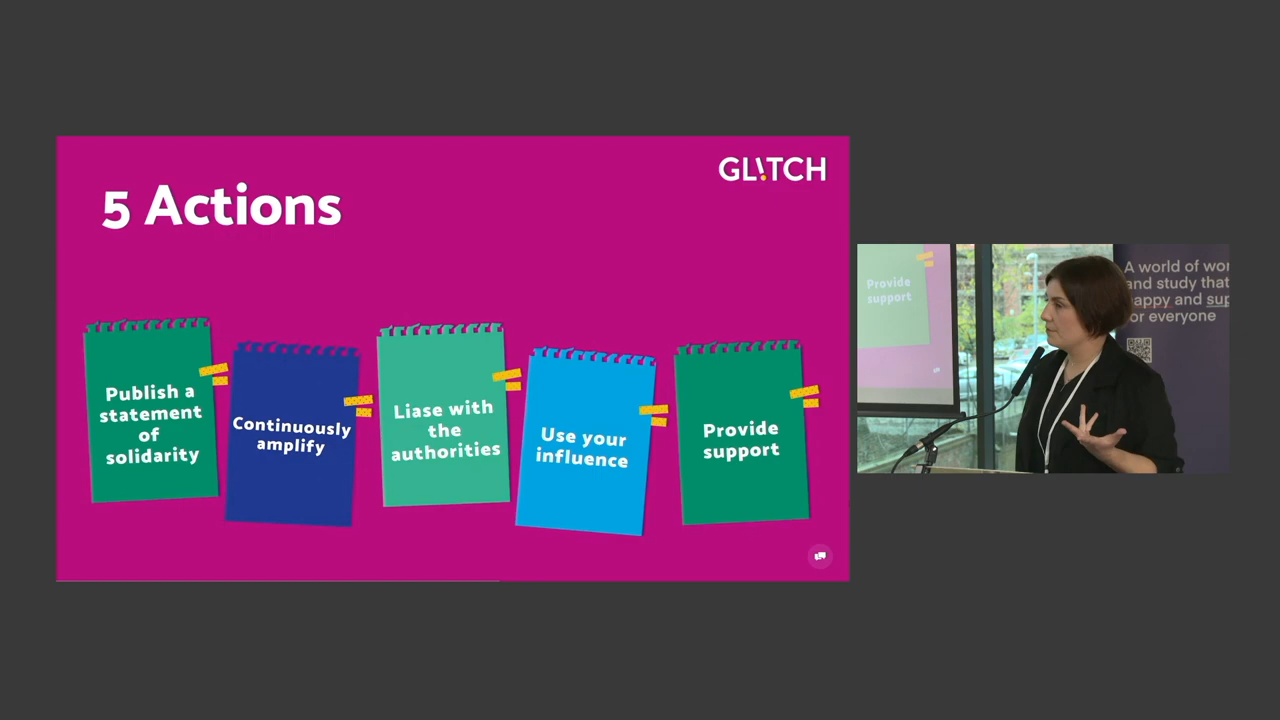 5 Actions
GL!TCH
Publish a
statement
of
solidarity
Continuously
amplify
Liase with
the
authorities
Use your
influence
Provide
support
Provide
support
A world of wor
and study that
appy and sup
or everyone